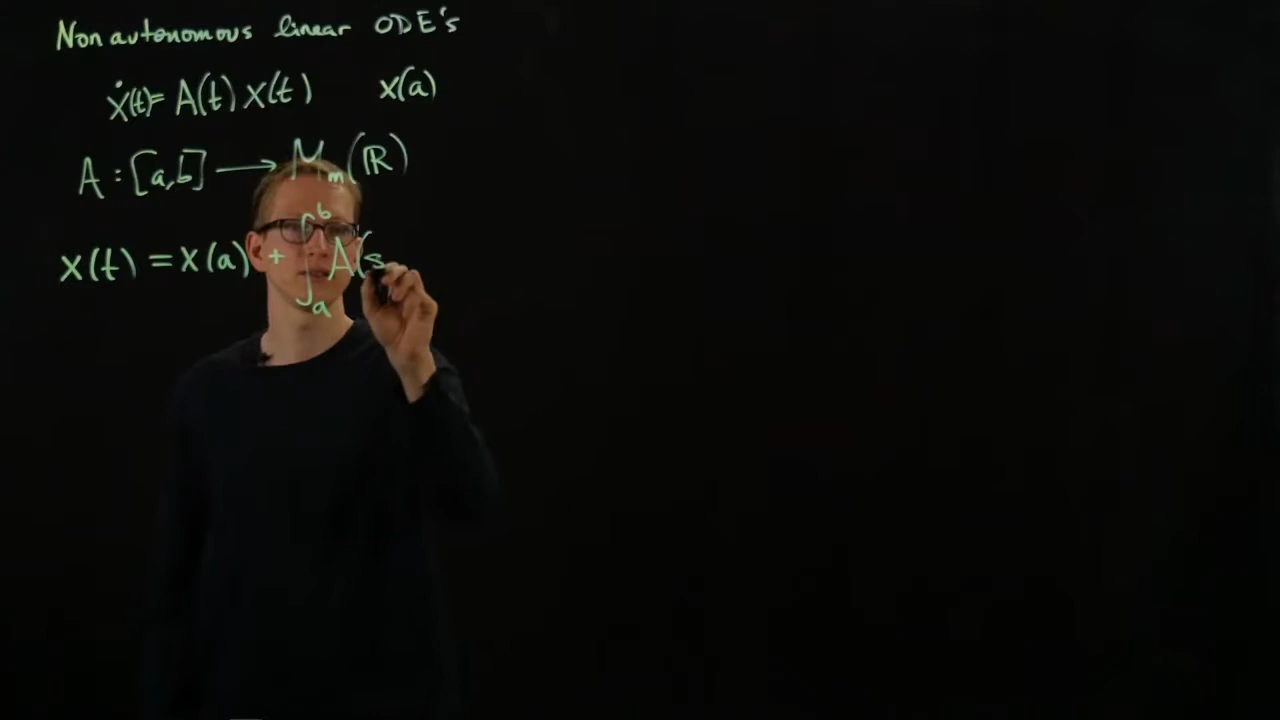 Nonautonomous linear ODE's
ẋ(t)= A(t) x(t)   x(a)
A : [a,b] ⟶ Mₘ(ℝ)
x(t) = x(a) + ∫ₐᵇ A(s